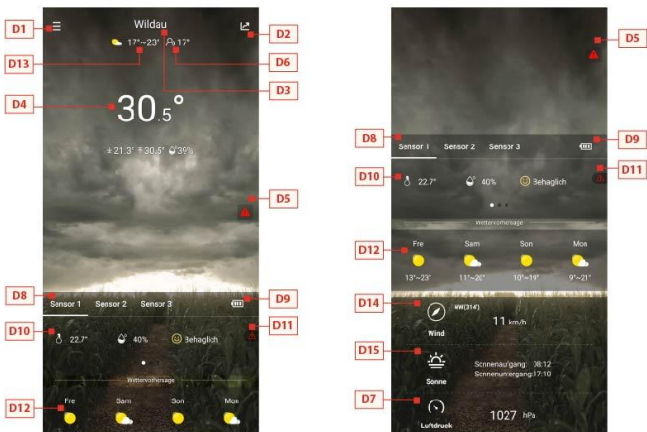 D1
Wildau
D2
D13
17°~23° 17°
D6
D3
D4
30.5°
21.3° 30.5° 39%
D5
D8
D9
Sensor 1 Sensor 2 Sensor 3
D10
22.7° 40% Behaglich
D11
Wettervorhersage
D12
Fre Sam Son Mon
D5
D8
D9
Sensor 1 Sensor 2 Sensor 3
D10
22.7° 40% Behaglich
D11
Wettervorhersage
D12
Fre Sam Son Mon
13°~23° 11°~20° 10°~19° 9°~21°
D14
NW(314°)
11 km/h
Wind
D15
Sonnenaufgang: 08:12
Sonnenuntergang: 17:10
Sonne
D7
1027 hPa
Luftdruck